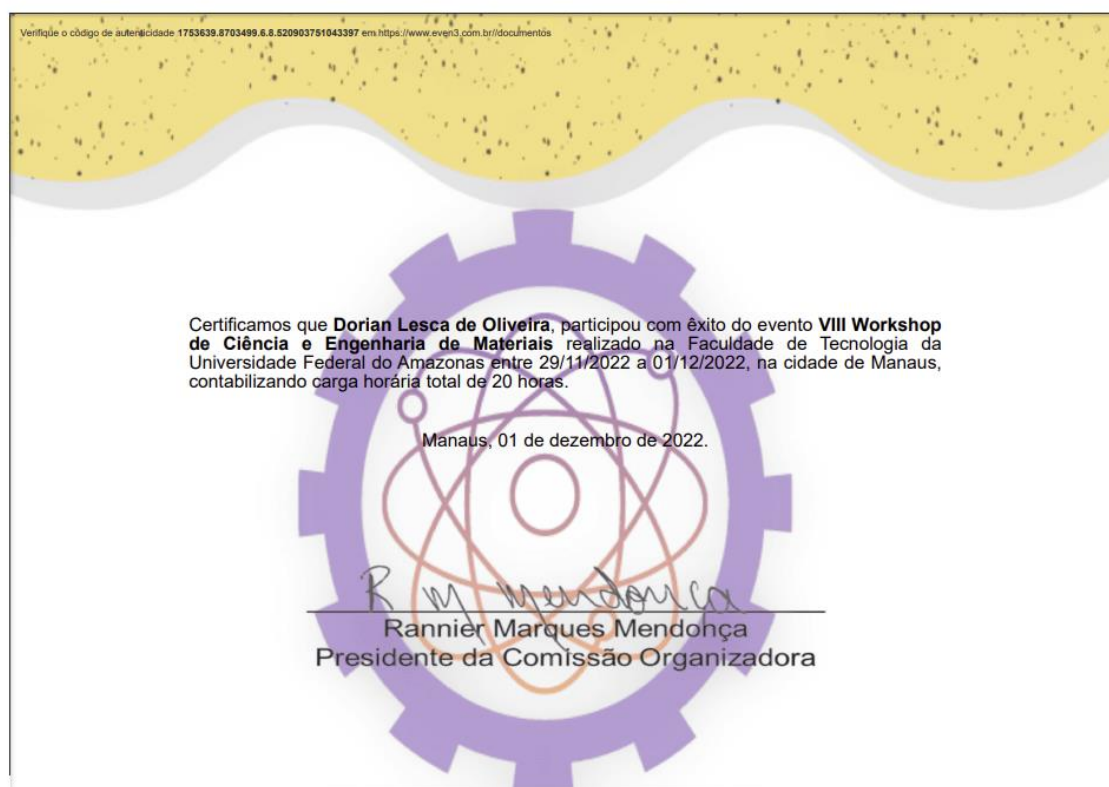 Verifique o código de autenticidade 1753639.8703499.6.8.520903751043397 em https://www.even3.com.br//documentos
Certificamos que Dorian Lesca de Oliveira, participou com êxito do evento VIII Workshop
de Ciência e Engenharia de Materiais realizado na Faculdade de Tecnologia da
Universidade Federal do Amazonas entre 29/11/2022 a 01/12/2022, na cidade de Manaus,
contabilizando carga horária total de 20 horas.
Manaus, 01 de dezembro de 2022.
R M Mendonça
Rannier Marques Mendonça
Presidente da Comissão Organizadora